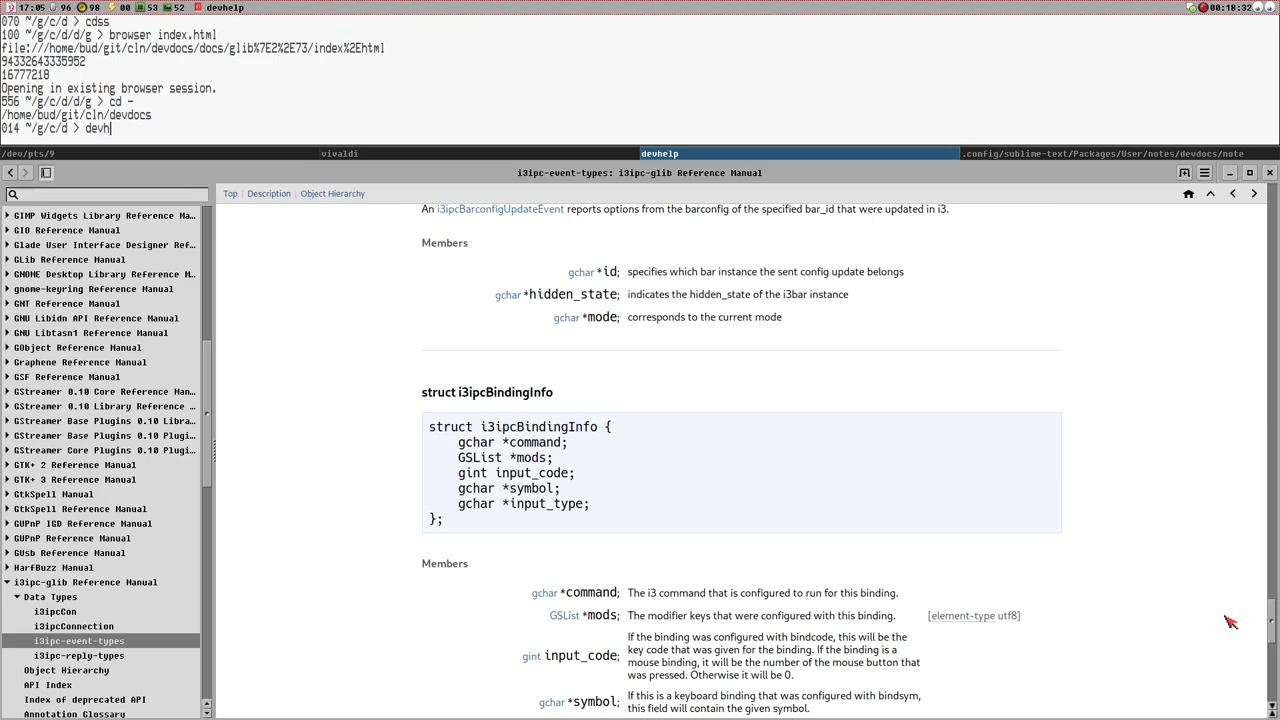 17:05 96 98 00 53 52 devhelp 00:18:32
070 ~/g/c/d > cdss
100 ~/g/c/d/d/g > browser index.html
file:///home/bud/git/cln/devdocs/docs/glib%7E2%2E73/index%2Ehtml
94332643335952
16777218
Opening in existing browser session.
556 ~/g/c/d/d/g > cd -
/home/bud/git/cln/devdocs
014 ~/g/c/d > devh
/dev/pts/9 vivaldi devhelp .config/sublime-text/Packages/User/notes/devdocs/note
i3ipc-event-types: i3ipc-glib Reference Manual
Top Description Object Hierarchy
GIMP Widgets Library Reference Ma…
GIO Reference Manual
Glade User Interface Designer Ref…
GLib Reference Manual
GNOME Desktop Library Reference M…
gnome-keyring Reference Manual
GNT Reference Manual
GNU Libidn API Reference Manual
GNU Libtasn1 Reference Manual
GObject Reference Manual
Graphene Reference Manual
GSF Reference Manual
GStreamer 0.10 Core Reference Man…
GStreamer 0.10 Library Reference …
GStreamer Base Plugins 0.10 Libra…
GStreamer Base Plugins 0.10 Plugi…
GStreamer Core Plugins 0.10 Plugi…
GTK+ 2 Reference Manual
GTK+ 3 Reference Manual
GtkSpell Manual
GtkSpell Reference Manual
GUPnP IGD Reference Manual
GUPnP Reference Manual
GUsb Reference Manual
HarfBuzz Manual
i3ipc-glib Reference Manual
Data Types
i3ipcCon
i3ipcConnection
i3ipc-event-types
i3ipc-reply-types
Object Hierarchy
API Index
Index of deprecated API
Annotation Glossary
An i3ipcBarconfigUpdateEvent reports options from the barconfig of the specified bar_id that were updated in i3.
Members
gchar *id; specifies which bar instance the sent config update belongs
gchar *hidden_state; indicates the hidden_state of the i3bar instance
gchar *mode; corresponds to the current mode
struct i3ipcBindingInfo
struct i3ipcBindingInfo {
gchar *command;
GSList *mods;
gint input_code;
gchar *symbol;
gchar *input_type;
};
Members
gchar *command; The i3 command that is configured to run for this binding.
GSList *mods; The modifier keys that were configured with this binding. [element-type utf8]
If the binding was configured with bindcode, this will be the
key code that was given for the binding. If the binding is a
gint input_code; mouse binding, it will be the number of the mouse button that
was pressed. Otherwise it will be 0.
If this is a keyboard binding that was configured with bindsym,
gchar *symbol; this field will contain the given symbol.